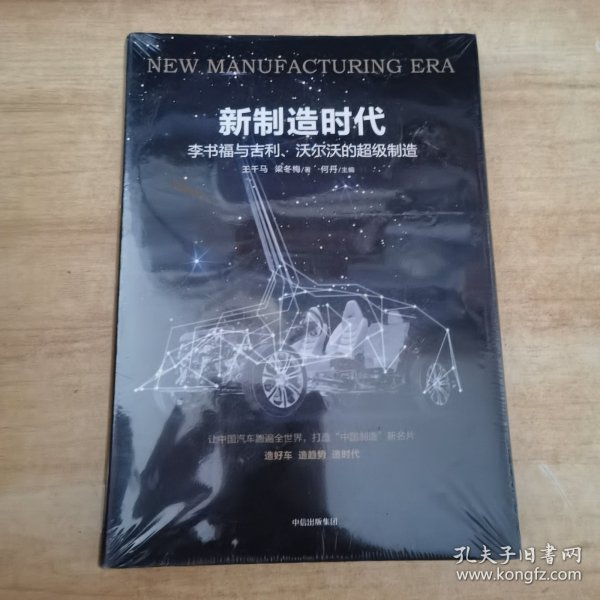 NEW MANUFACTURING ERA
新制造时代
李书福与吉利、沃尔沃的超级制造
王千马 梁冬梅/著 何丹/主编
让中国汽车跑遍全世界，打造“中国制造”新名片
造好车 造趋势 造时代
中信出版集团
孔夫子旧书网
www.kongfz.com